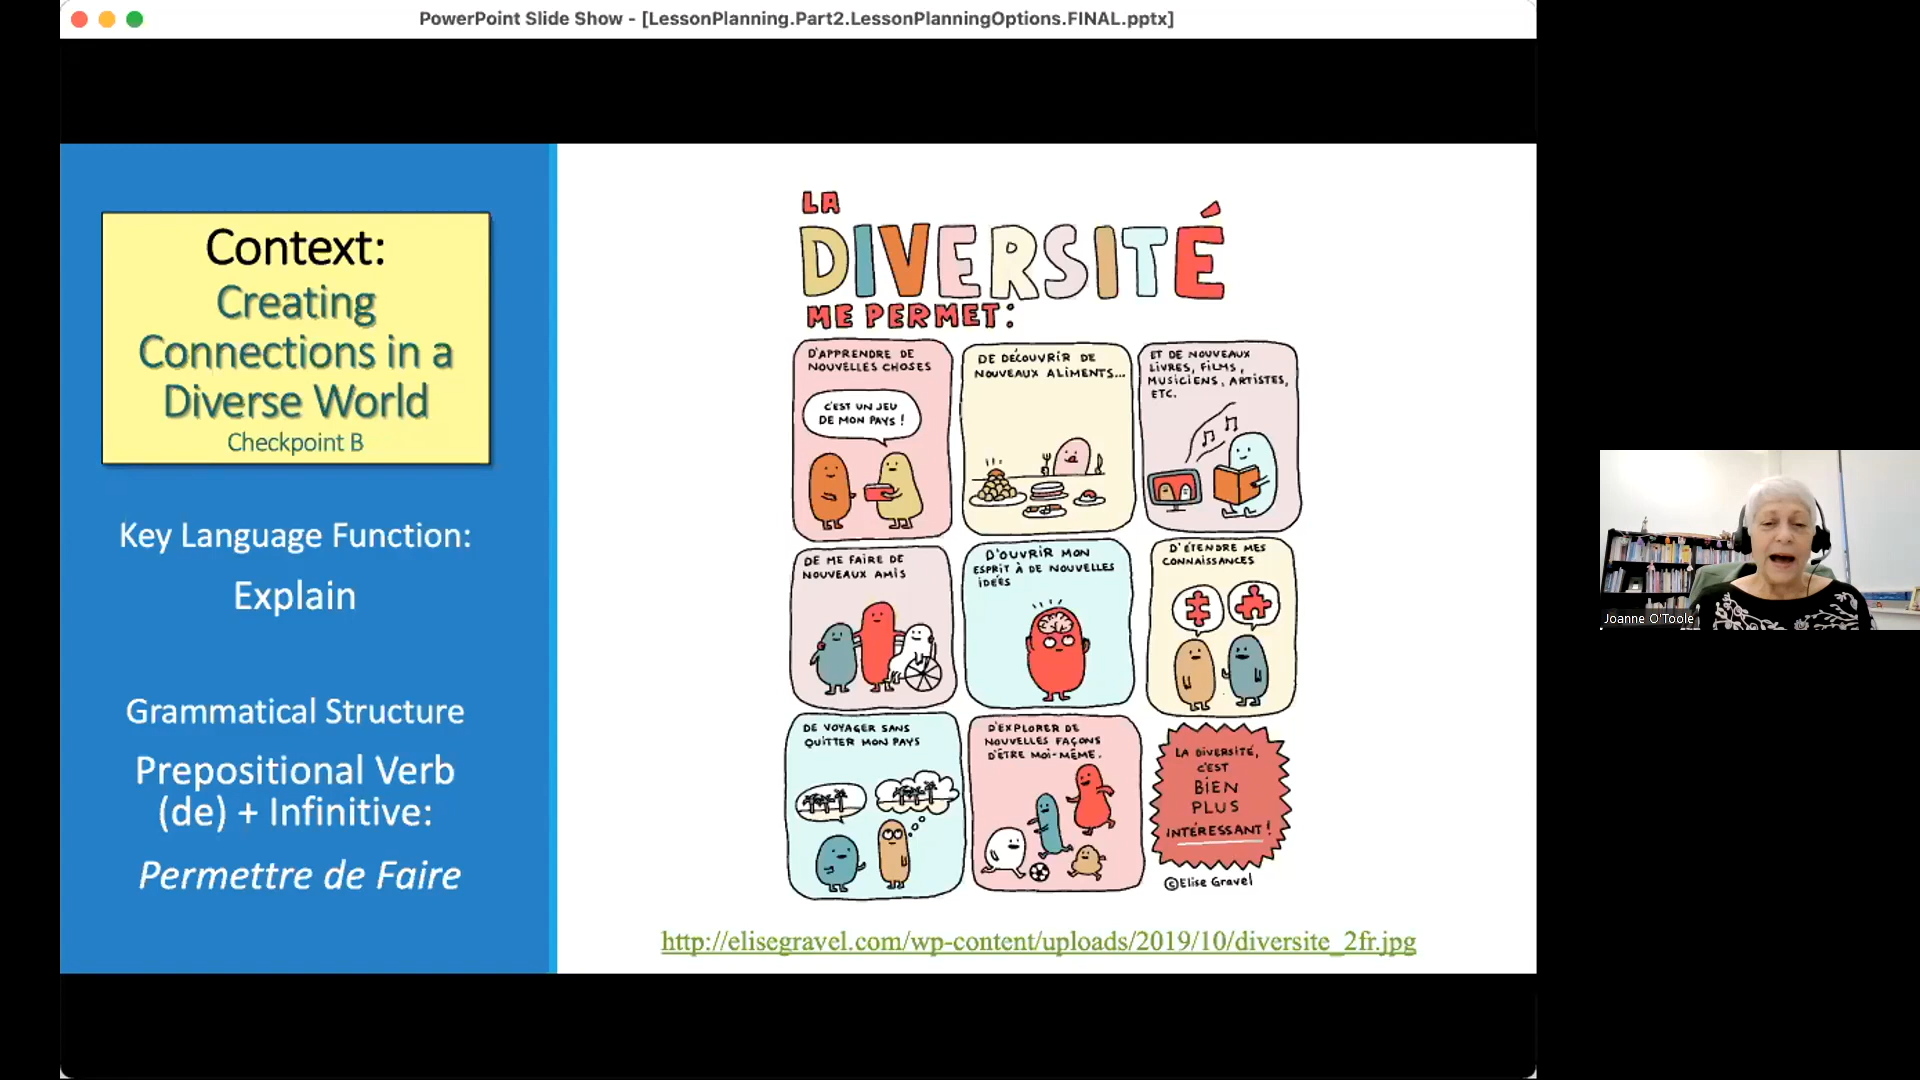 PowerPoint Slide Show - [LessonPlanning.Part2.LessonPlanningOptions.FINAL.pptx]
Context:
Creating
Connections in a
Diverse World
Checkpoint B
Key Language Function:
Explain
Grammatical Structure
Prepositional Verb
(de) + Infinitive:
Permettre de Faire
LA
DIVERSITÉ
ME PERMET:
D'APPRENDRE DE
NOUVELLES CHOSES
C'EST UN JEU
DE MON PAYS !
DE DÉCOUVRIR DE
NOUVEAUX ALIMENTS...
ET DE NOUVEAUX
LIVRES, FILMS,
MUSICIENS, ARTISTES,
ETC.
DE ME FAIRE DE
NOUVEAUX AMIS
D'OUVRIR MON
ESPRIT À DE NOUVELLES
IDÉES
D'ÉTENDRE MES
CONNAISSANCES
DE VOYAGER SANS
QUITTER MON PAYS
D'EXPLORER DE
NOUVELLES FAÇONS
D'ÊTRE MOI-MÊME.
LA DIVERSITÉ,
C'EST
BIEN
PLUS
INTÉRESSANT !
©Elise Gravel
http://elisegravel.com/wp-content/uploads/2019/10/diversite_2fr.jpg
Joanne O'Toole